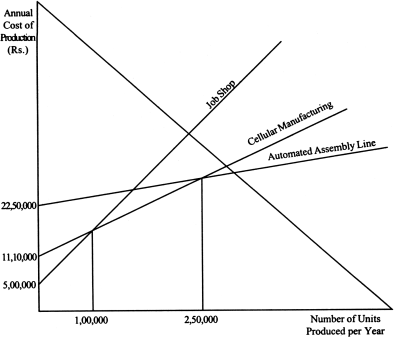 Annual
Cost of
Production
(Rs.)
Job Shop
Cellular Manufacturing
Automated Assembly Line
22,50,000
11,10,000
5,00,000
1,00,000
2,50,000
Number of Units
Produced per Year